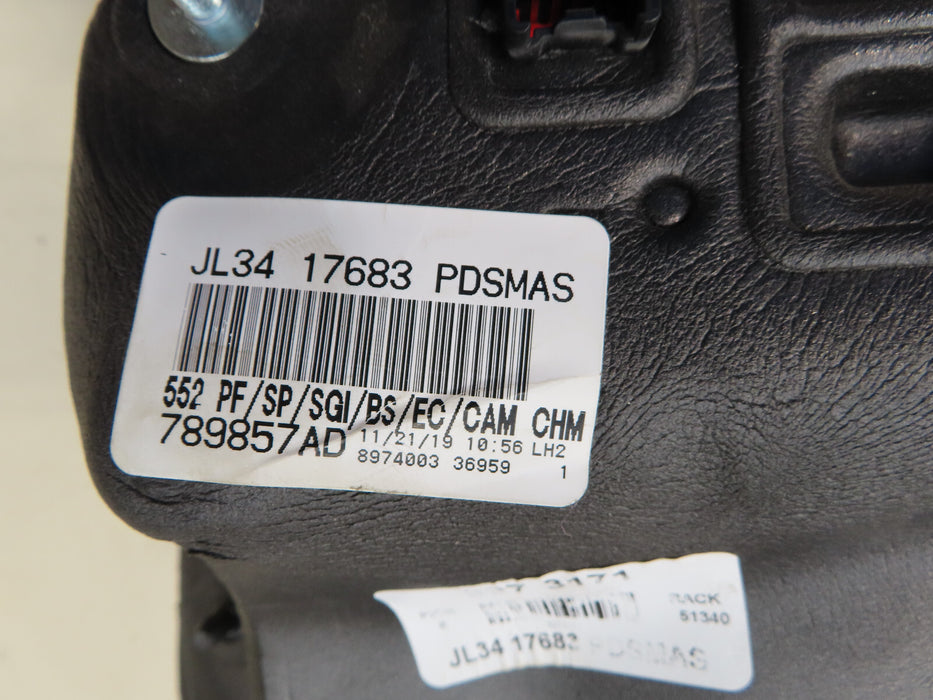 JL34 17683 PDSMAS
552 PF/SP/SGI/BS/EC/CAM CHM
789857AD 11/21/19 10:56 LH2
8974003 36959 1
3171
51340
JL34 17683 PDSMAS